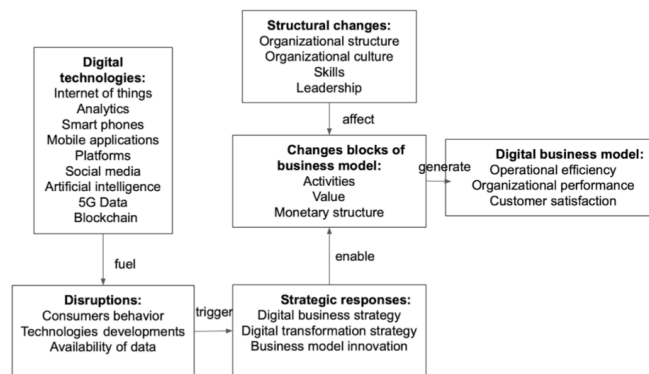 Structural changes:
Organizational structure
Organizational culture
Skills
Leadership
Digital
technologies:
Internet of things
Analytics
Smart phones
Mobile applications
Platforms
Social media
Artificial intelligence
5G Data
Blockchain
affect
Changes blocks of
business model:
Activities
Value
Monetary structure
generate
Digital business model:
Operational efficiency
Organizational performance
Customer satisfaction
fuel
enable
Disruptions:
Consumers behavior
Technologies developments
Availability of data
trigger
Strategic responses:
Digital business strategy
Digital transformation strategy
Business model innovation